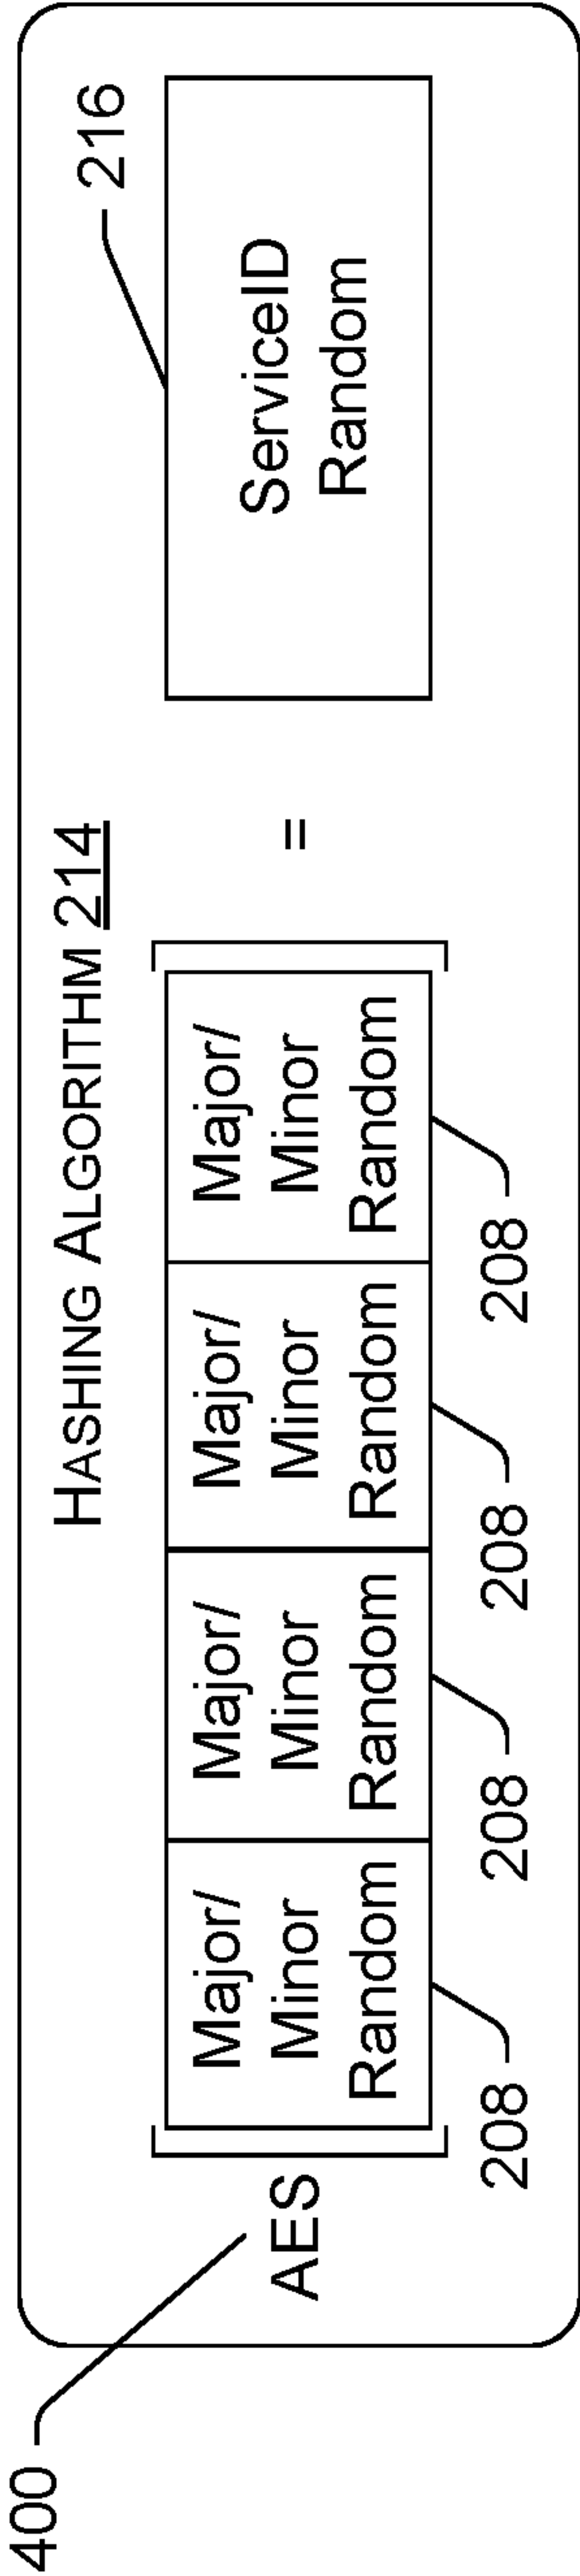 400
HASHING ALGORITHM 214
AES
Major/
Minor
Random
Major/
Minor
Random
Major/
Minor
Random
Major/
Minor
Random
=
ServiceID
Random
216
208
208
208
208